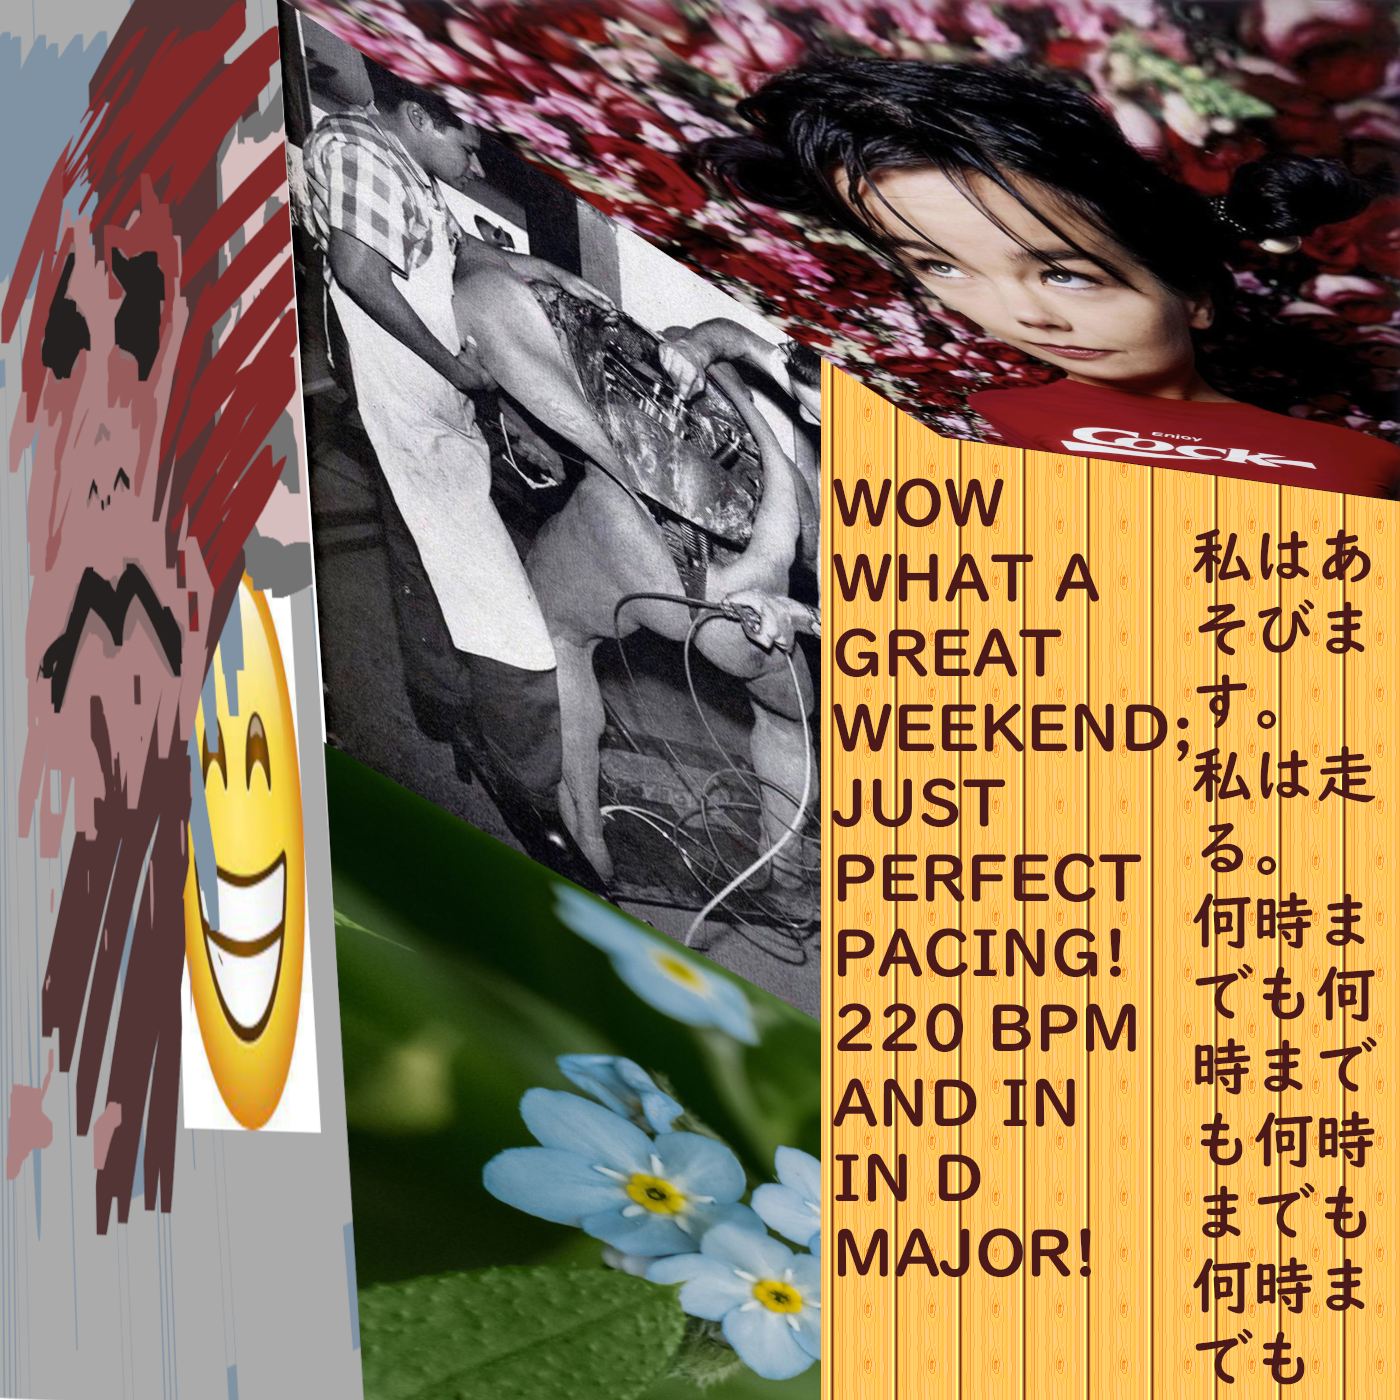 Enjoy
Cock
WOW
WHAT A
GREAT
WEEKEND;
JUST
PERFECT
PACING!
220 BPM
AND IN
IN D
MAJOR!
私はあ
そびま
す。
私は走
る。
何時ま
でも何
時まで
も何時
までも
何時ま
でも